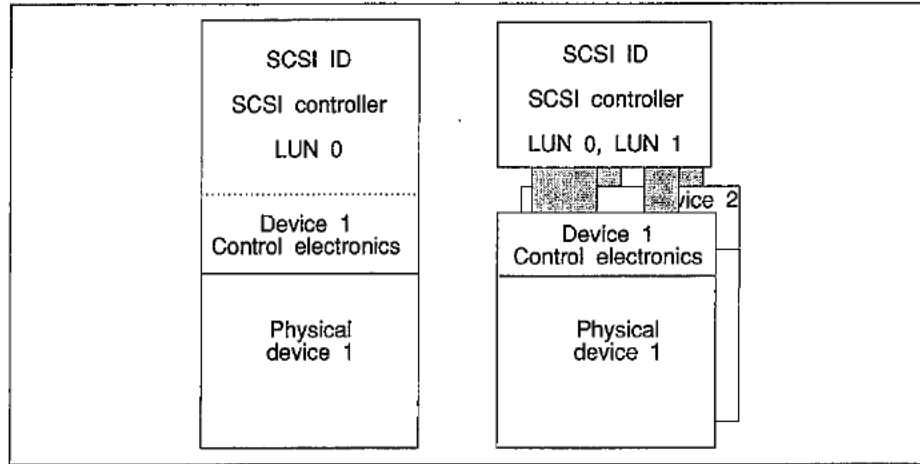 SCSI ID
SCSI controller
LUN 0
Device 1
Control electronics
Physical
device 1
SCSI ID
SCSI controller
LUN 0, LUN 1
vice 2
Device 1
Control electronics
Physical
device 1